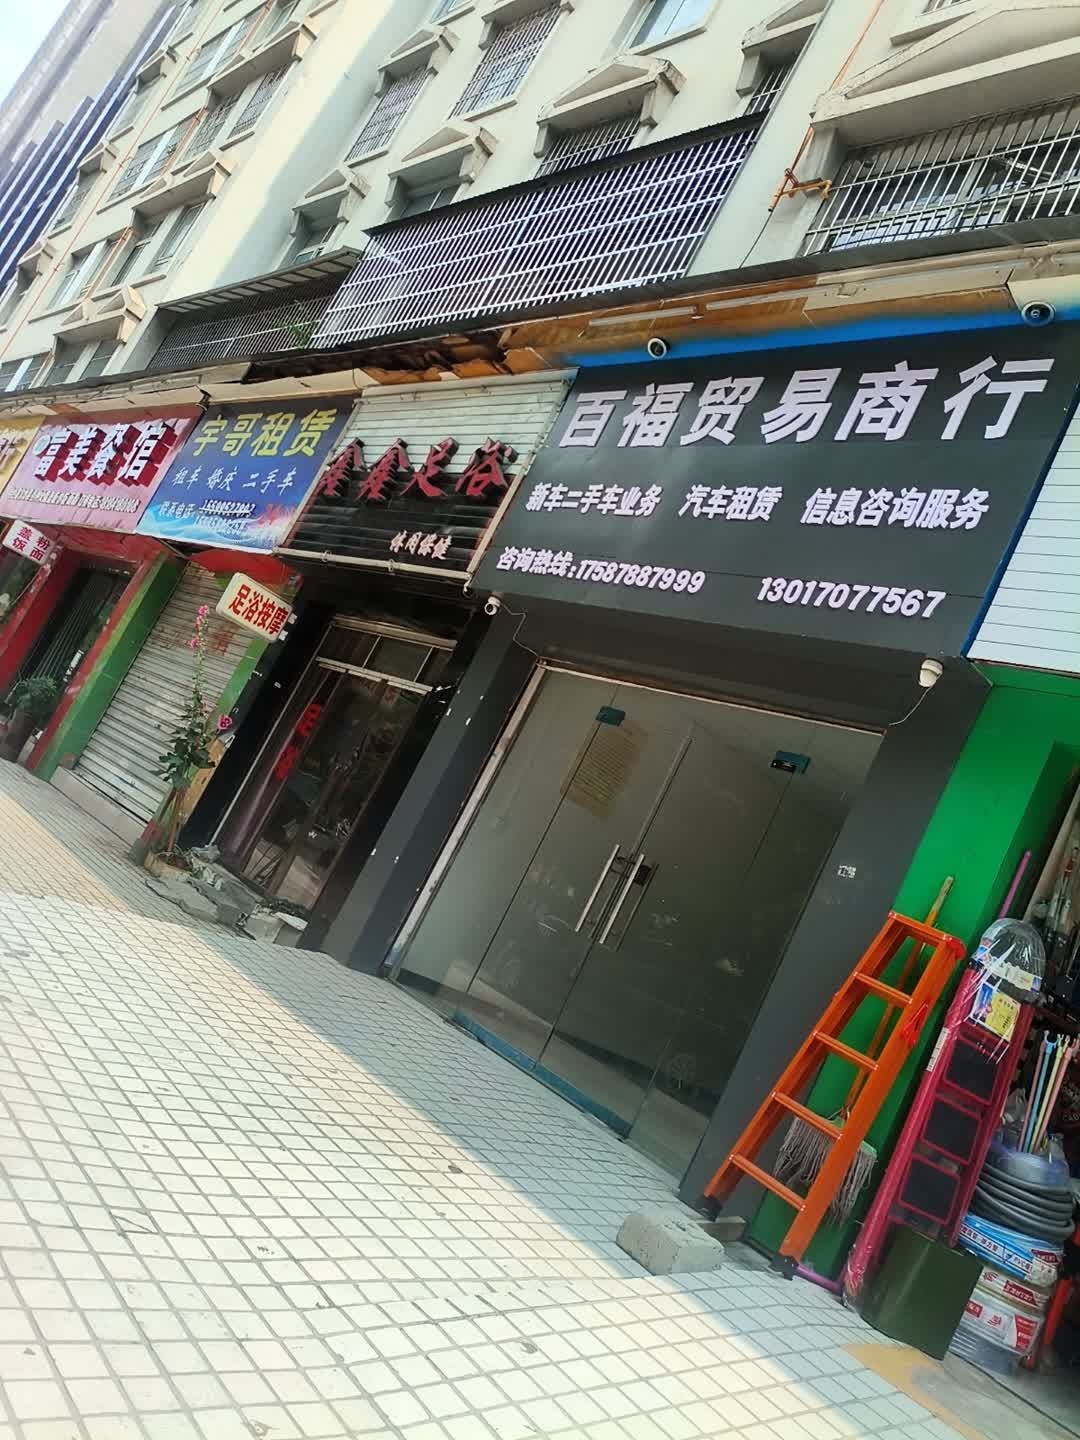 百福贸易商行
新车二手车业务 汽车租赁 信息咨询服务
咨询热线:17587887999 13017077567
鑫鑫足浴
休闲保健
足浴按摩
宇哥租赁
租车 婚庆 二手车
富美餐馆
蒸饭
粉面